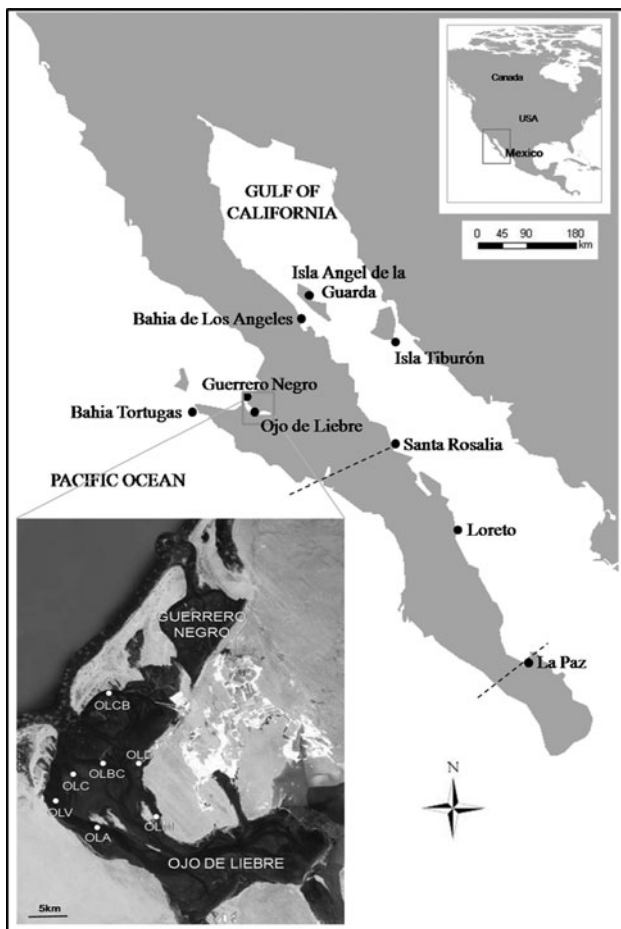 Canada
USA
Mexico
0 45 90 180
km
GULF OF
CALIFORNIA
Isla Angel de la
Guarda
Bahia de Los Angeles
Isla Tiburón
Guerrero Negro
Bahia Tortugas
Ojo de Liebre
Santa Rosalia
PACIFIC OCEAN
Loreto
La Paz
N
GUERRERO
NEGRO
OLCB
OLBC
OLC
OLV
OLA
OJO DE LIEBRE
5km